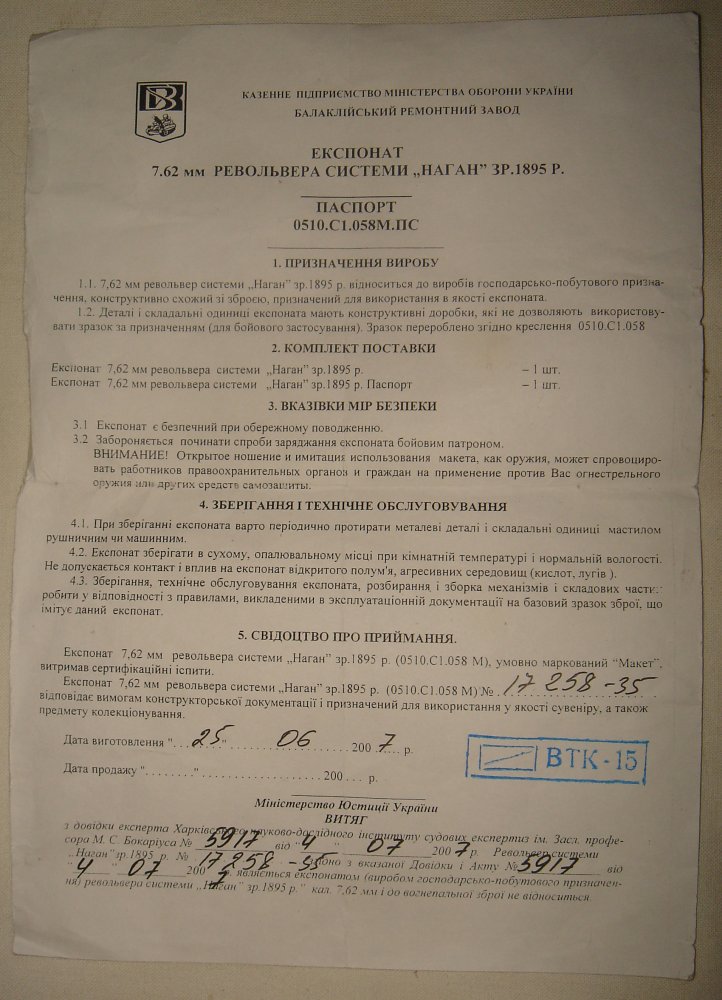 КАЗЕННЕ ПІДПРИЄМСТВО МІНІСТЕРСТВА ОБОРОНИ УКРАЇНИ
БАЛАКЛІЙСЬКИЙ РЕМОНТНИЙ ЗАВОД
ЕКСПОНАТ
7.62 мм РЕВОЛЬВЕРА СИСТЕМИ „НАГАН” ЗР.1895 Р.
ПАСПОРТ
0510.С1.058М.ПС
1. ПРИЗНАЧЕННЯ ВИРОБУ
1.1. 7,62 мм револьвер системи „Наган” зр.1895 р. відноситься до виробів господарсько-побутового призна-
чення, конструктивно схожий зі зброєю, призначений для використання в якості експоната.
1.2. Деталі і складальні одиниці експоната мають конструктивні доробки, які не дозволяють використову-
вати зразок за призначенням (для бойового застосування). Зразок перероблено згідно креслення 0510.С1.058
2. КОМПЛЕКТ ПОСТАВКИ
Експонат 7,62 мм револьвера системи „Наган” зр.1895 р. – 1 шт.
Експонат 7,62 мм револьвера системи „Наган” зр.1895 р. Паспорт – 1 шт.
3. ВКАЗІВКИ МІР БЕЗПЕКИ
3.1 Експонат є безпечний при обережному поводженню.
3.2 Забороняється починати спроби заряджання експоната бойовим патроном.
ВНИМАНИЕ! Открытое ношение и имитация использования макета, как оружия, может спровоциро-
вать работников правоохранительных органов и граждан на применение против Вас огнестрельного
оружия или других средств самозащиты.
4. ЗБЕРІГАННЯ І ТЕХНІЧНЕ ОБСЛУГОВУВАННЯ
4.1. При зберіганні експоната варто періодично протирати металеві деталі і складальні одиниці мастилом
рушничним чи машинним.
4.2. Експонат зберігати в сухому, опалювальному місці при кімнатній температурі і нормальній вологості.
Не допускається контакт і вплив на експонат відкритого полум'я, агресивних середовищ (кислот, лугів ).
4.3. Зберігання, технічне обслуговування експоната, розбирання і зборка механізмів і складових частин:
робити у відповідності з правилами, викладеними в эксплуатаційній документації на базовий зразок зброї, що
імітує даний експонат.
5. СВІДОЦТВО ПРО ПРИЙМАННЯ.
Експонат 7,62 мм револьвера системи „Наган” зр.1895 р. (0510.С1.058 М), умовно маркований “Макет”,
витримав сертифікаційні іспити.
Експонат 7,62 мм револьвера системи „Наган” зр.1895 р. (0510.С1.058 М) № 17 258-35
відповідає вимогам конструкторської документації і призначений для використання у якості сувеніру, а також
предмету колекціонування.
Дата виготовлення "... 25 "........ 06 ........ 200 7 .... р.
ВТК - 15
Дата продажу "........"................ 200 ... р.
Міністерство Юстиції України
ВИТЯГ
з довідки експерта Харківського науково-дослідного інституту судових експертиз ім. Засл. профе-
сора М. С. Бокаріуса № 5917 від "4 " 07 2007 р. Револьвер системи
„Наган” зр.1895 р. № 17 258 -35 згідно з вказаної Довідки і Акту № 5917 від
"4 " 07 2007 р. являється експонатом (виробом господарсько-побутового призначен-
ня) револьвера системи „Наган” зр.1895 р.” кал. 7,62 мм і до вогнепальної зброї не відноситься.